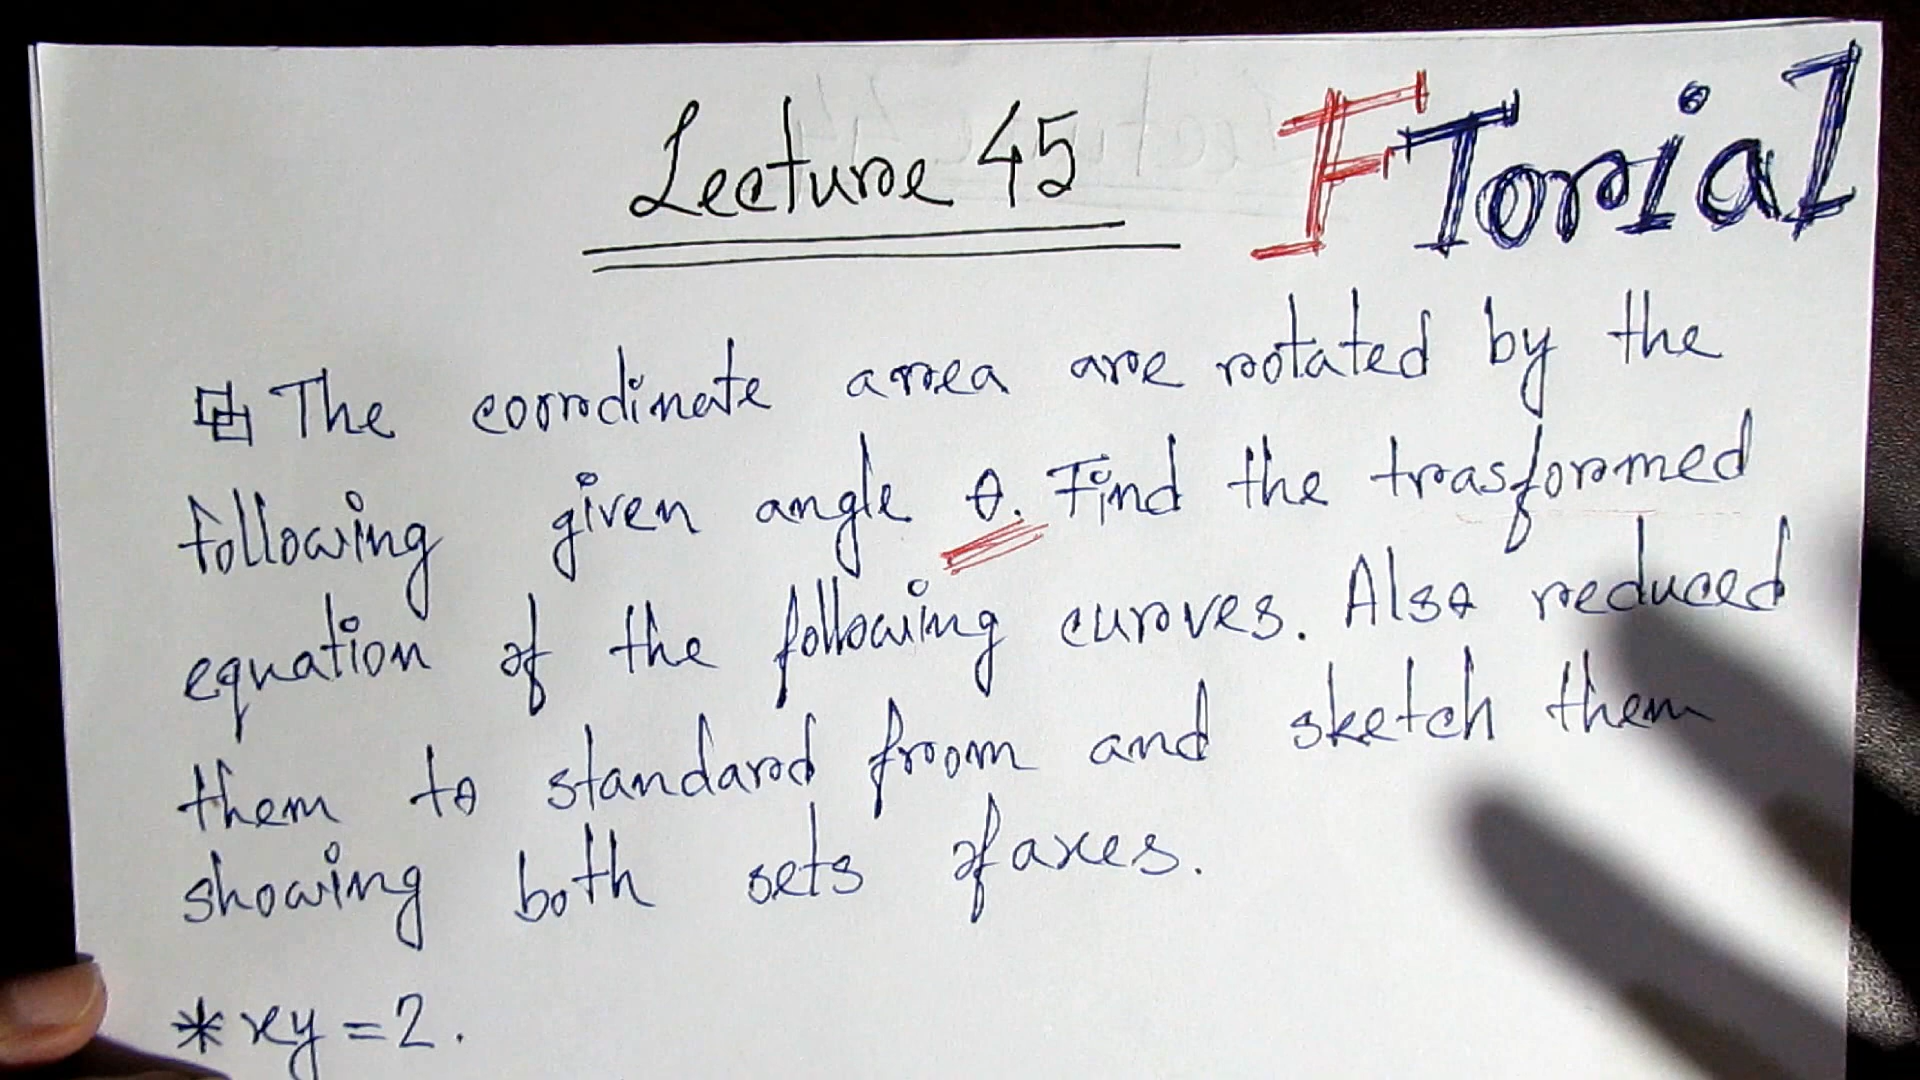 Lecture 45
FTorial
The coordinate area are rotated by the
following given angle θ. Find the trasformed
equation of the following curves. Also reduced
them to standard froom and sketch them
showing both sets of axes.
* xy = 2.